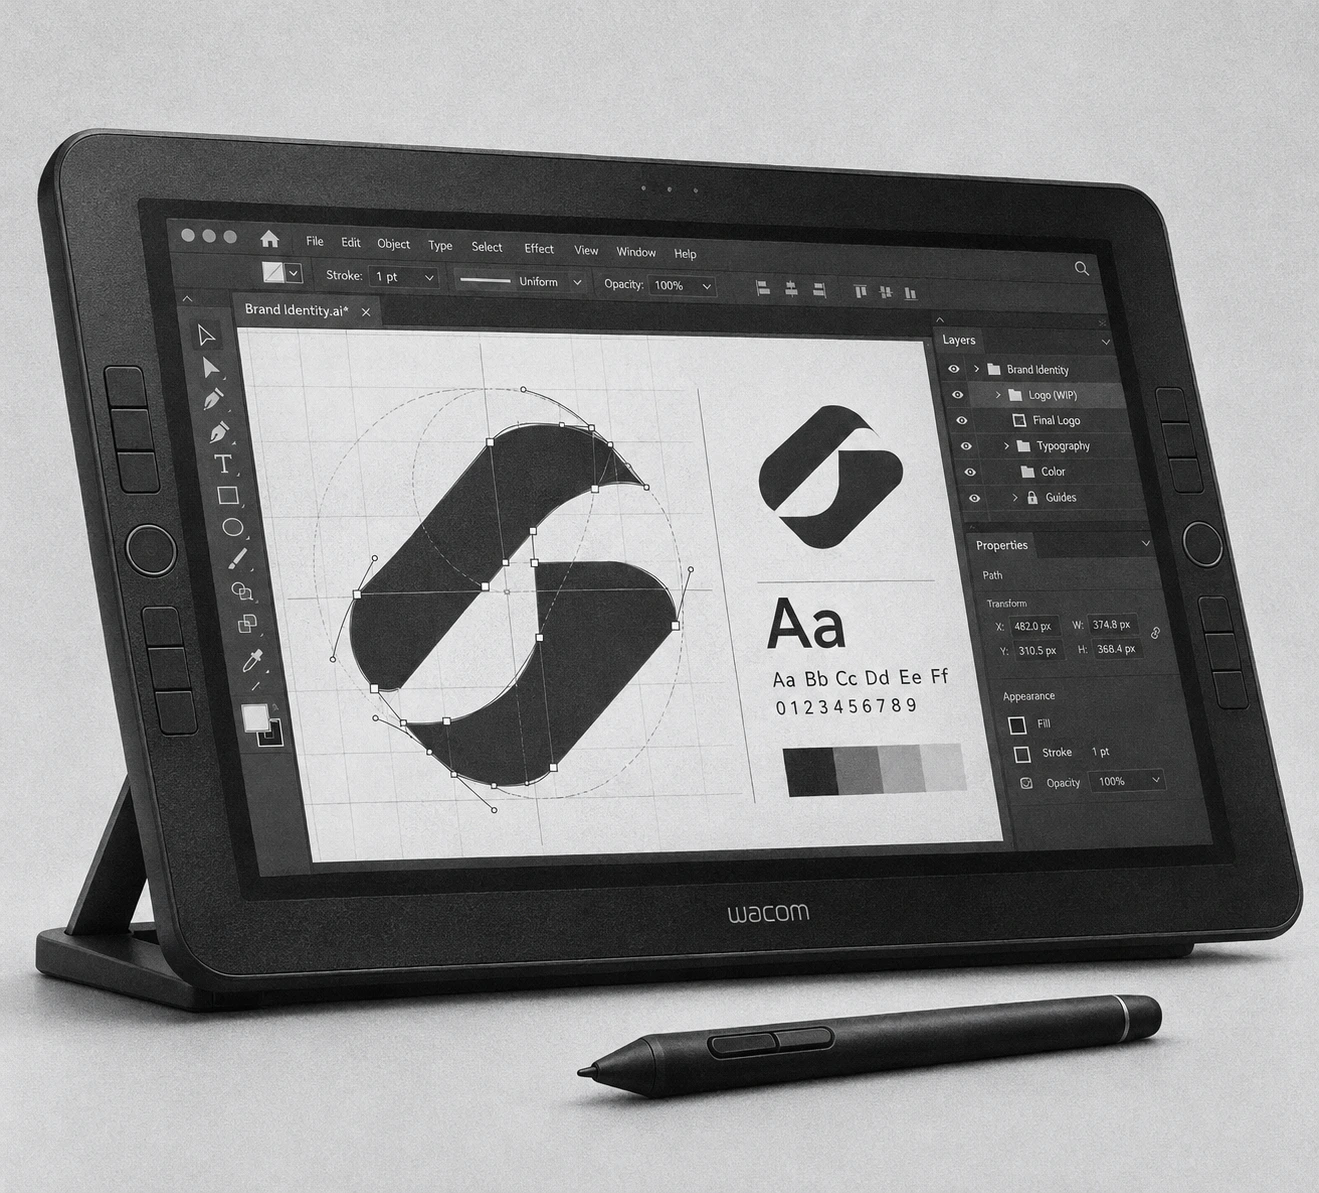 File Edit Object Type Select Effect View Window Help
Stroke: 1 pt Uniform Opacity: 100%
Brand Identity.ai* ×
T
Layers
Brand Identity
Logo (WIP)
Final Logo
Typography
Color
Guides
Properties
Path
Transform
X: 482.0 px W: 374.8 px
Y: 310.5 px H: 368.4 px
Appearance
Fill
Stroke 1 pt
Opacity 100%
Aa
Aa Bb Cc Dd Ee Ff
0123456789
wacom